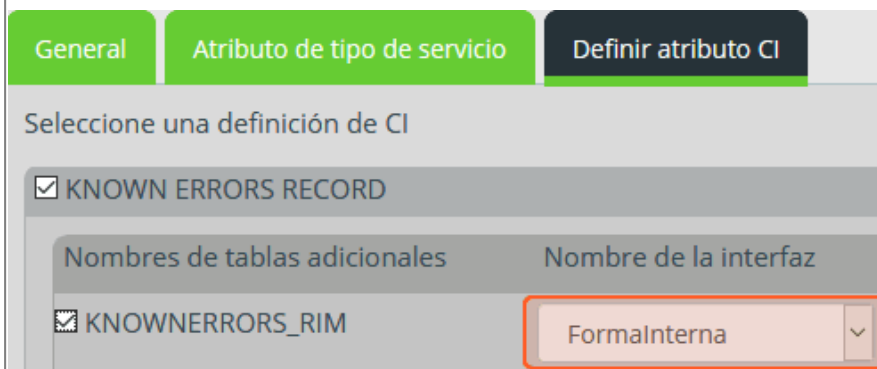 General Atributo de tipo de servicio Definir atributo CI
Seleccione una definición de CI
KNOWN ERRORS RECORD
Nombres de tablas adicionales Nombre de la interfaz
KNOWNERRORS_RIM FormaInterna